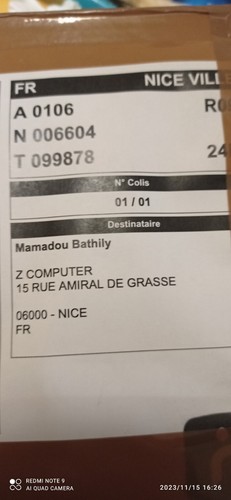 FR NICE VILL
A 0106 R0
N 006604
T 099878 24
N° Colis
01 / 01
Destinataire
Mamadou Bathily
Z COMPUTER
15 RUE AMIRAL DE GRASSE
06000 - NICE
FR
REDMI NOTE 9
AI QUAD CAMERA
2023/11/15 16:26